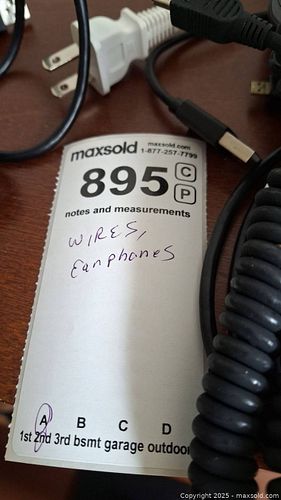 Copyright © 2025 - maxsold.com
maxsold maxsold.com
1-877-257-7799
895 C
P
notes and measurements
WIRES,
Earphones
A B C D
1st 2nd 3rd bsmt garage outdoor